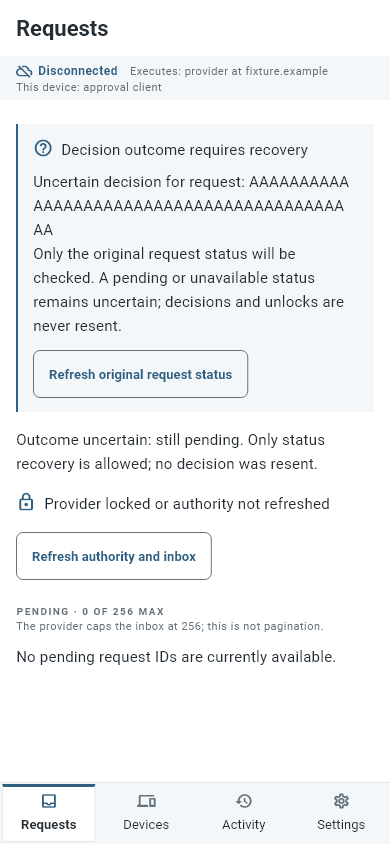 Requests
Disconnected Executes: provider at fixture.example
This device: approval client
Decision outcome requires recovery
Uncertain decision for request: AAAAAAAAAA
AAAAAAAAAAAAAAAAAAAAAAAAAAAAAAA
AA
Only the original request status will be
checked. A pending or unavailable status
remains uncertain; decisions and unlocks are
never resent.
Refresh original request status
Outcome uncertain: still pending. Only status
recovery is allowed; no decision was resent.
Provider locked or authority not refreshed
Refresh authority and inbox
PENDING · 0 OF 256 MAX
The provider caps the inbox at 256; this is not pagination.
No pending request IDs are currently available.
Requests Devices Activity Settings